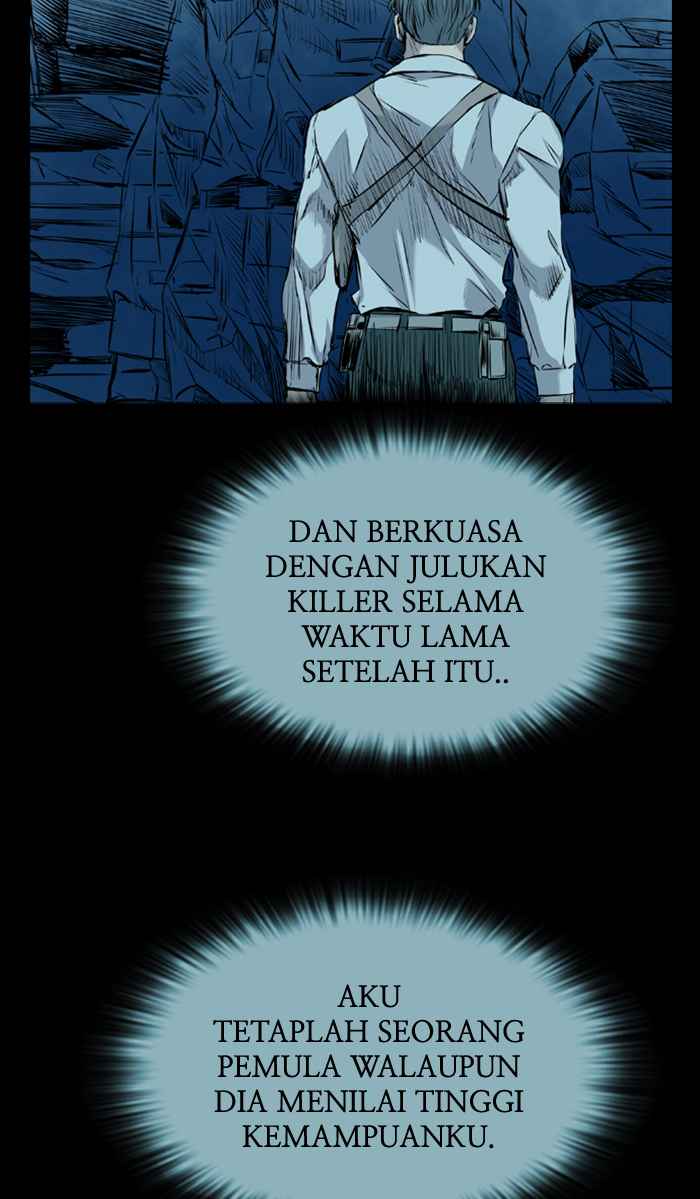 DAN BERKUASA
DENGAN JULUKAN
KILLER SELAMA
WAKTU LAMA
SETELAH ITU..
AKU
TETAPLAH SEORANG
PEMULA WALAUPUN
DIA MENILAI TINGGI
KEMAMPUANKU.